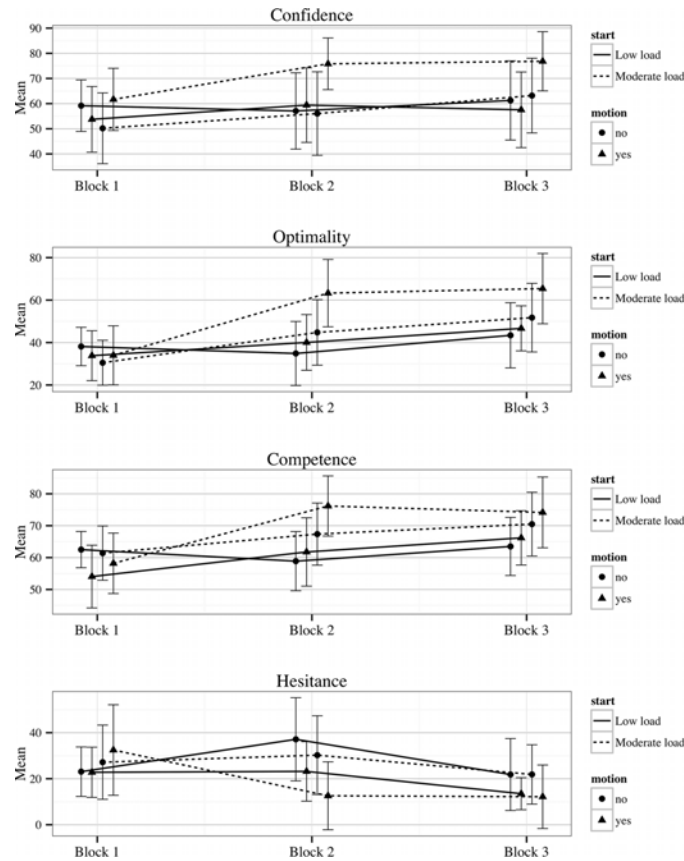 Confidence
90
80
70
60
50
40
Mean
Block 1 Block 2 Block 3
start
Low load
Moderate load
motion
no
yes
Optimality
80
60
40
20
Mean
Block 1 Block 2 Block 3
start
Low load
Moderate load
motion
no
yes
Competence
80
70
60
50
Mean
Block 1 Block 2 Block 3
start
Low load
Moderate load
motion
no
yes
Hesitance
40
20
0
Mean
Block 1 Block 2 Block 3
start
Low load
Moderate load
motion
no
yes